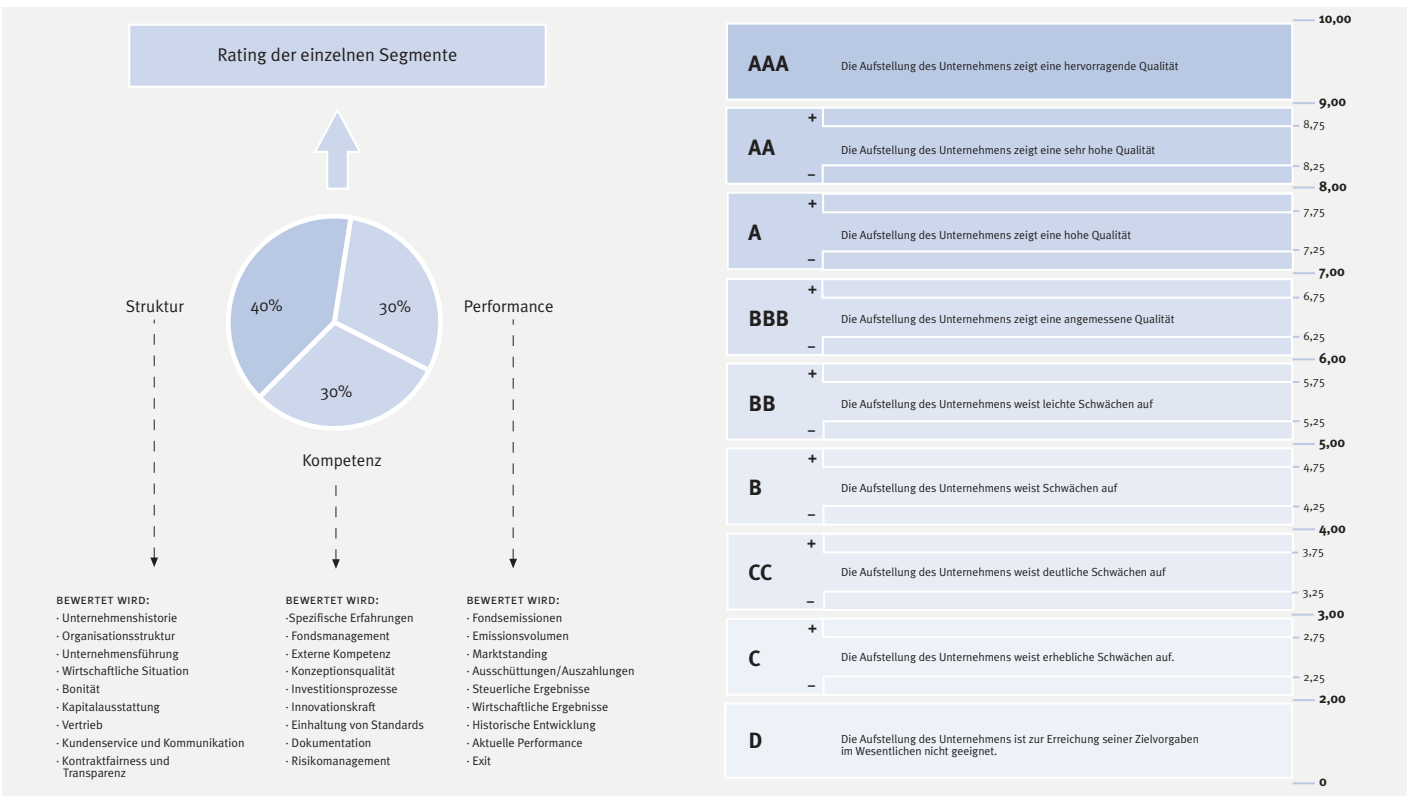 Rating der einzelnen Segmente
Struktur
40%
30%
Performance
30%
Kompetenz
BEWERTET WIRD:
· Unternehmenshistorie
· Organisationsstruktur
· Unternehmensführung
· Wirtschaftliche Situation
· Bonität
· Kapitalausstattung
· Vertrieb
· Kundenservice und Kommunikation
· Kontraktfairness und
Transparenz
BEWERTET WIRD:
·Spezifische Erfahrungen
· Fondsmanagement
· Externe Kompetenz
· Konzeptionsqualität
· Investitionsprozesse
· Innovationskraft
· Einhaltung von Standards
· Dokumentation
· Risikomanagement
BEWERTET WIRD:
· Fondsemissionen
· Emissionsvolumen
· Marktstanding
· Ausschüttungen/Auszahlungen
· Steuerliche Ergebnisse
· Wirtschaftliche Ergebnisse
· Historische Entwicklung
· Aktuelle Performance
· Exit
10,00
AAA Die Aufstellung des Unternehmens zeigt eine hervorragende Qualität
9,00
+
8,75
AA Die Aufstellung des Unternehmens zeigt eine sehr hohe Qualität
8,25
–
8,00
+
7,75
A Die Aufstellung des Unternehmens zeigt eine hohe Qualität
7,25
–
7,00
+
6,75
BBB Die Aufstellung des Unternehmens zeigt eine angemessene Qualität
6,25
–
6,00
+
5,75
BB Die Aufstellung des Unternehmens weist leichte Schwächen auf
5,25
–
5,00
+
4,75
B Die Aufstellung des Unternehmens weist Schwächen auf
4,25
–
4,00
+
3,75
CC Die Aufstellung des Unternehmens weist deutliche Schwächen auf
3,25
–
3,00
+
2,75
C Die Aufstellung des Unternehmens weist erhebliche Schwächen auf.
2,25
–
2,00
D Die Aufstellung des Unternehmens ist zur Erreichung seiner Zielvorgaben
im Wesentlichen nicht geeignet.
0